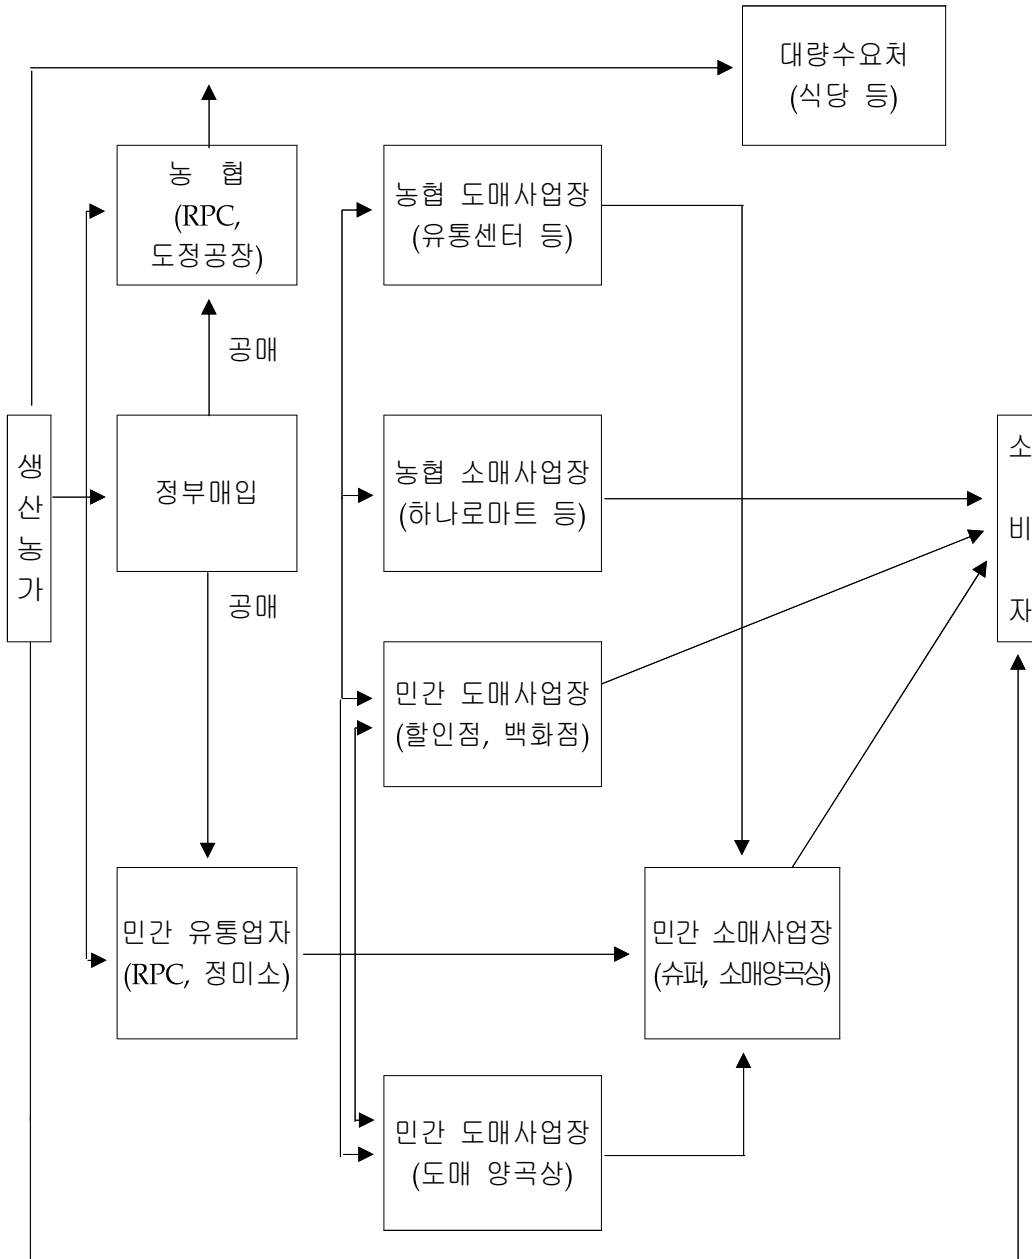 대량수요처
(식당 등)
농 협
(RPC,
도정공장)
농협 도매사업장
(유통센터 등)
공매
생
산
농
가
정부매입
농협 소매사업장
(하나로마트 등)
소
비
자
공매
민간 도매사업장
(할인점, 백화점)
민간 유통업자
(RPC, 정미소)
민간 소매사업장
(슈퍼, 소매양곡상)
민간 도매사업장
(도매 양곡상)